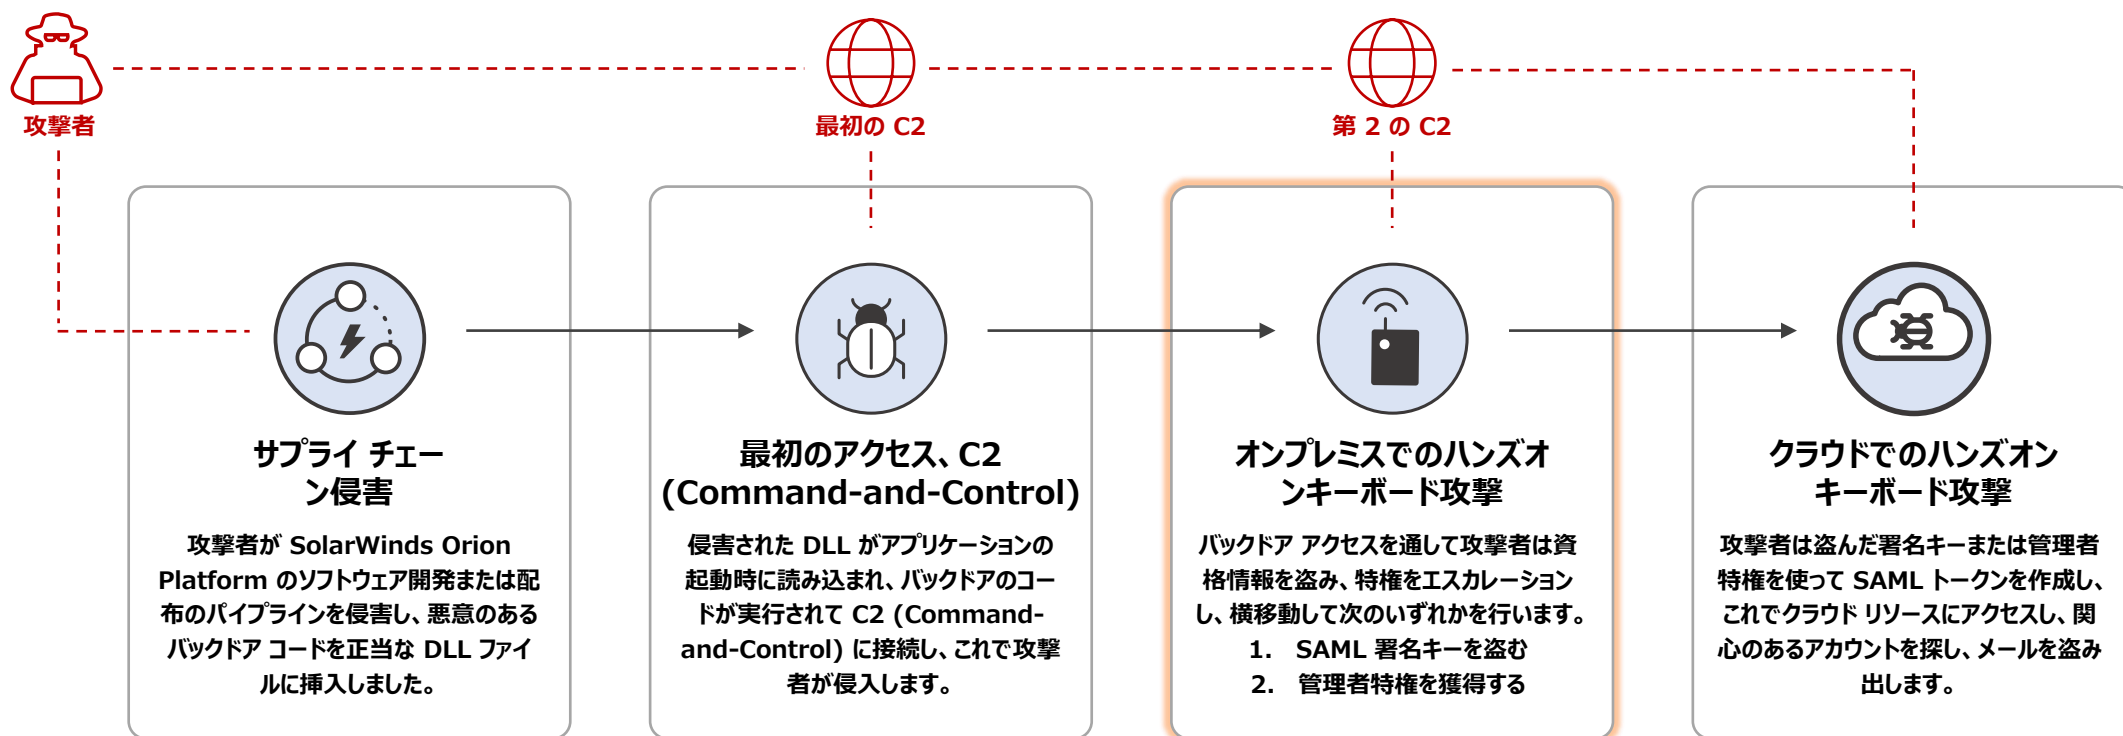 攻撃者
最初の C2
第 2 の C2
サプライ チェー
ン侵害
攻撃者が SolarWinds Orion
Platform のソフトウェア開発または配
布のパイプラインを侵害し、悪意のある
バックドア コードを正当な DLL ファイ
ルに挿入しました。
最初のアクセス、C2
(Command-and-Control)
侵害された DLL がアプリケーションの
起動時に読み込まれ、バックドアのコー
ドが実行されて C2 (Command-
and-Control) に接続し、これで攻撃
者が侵入します。
オンプレミスでのハンズオ
ンキーボード攻撃
バックドア アクセスを通して攻撃者は資
格情報を盗み、特権をエスカレーション
し、横移動して次のいずれかを行います。
1. SAML 署名キーを盗む
2. 管理者特権を獲得する
クラウドでのハンズオン
キーボード攻撃
攻撃者は盗んだ署名キーまたは管理者
特権を使って SAML トークンを作成し、
これでクラウド リソースにアクセスし、関
心のあるアカウントを探し、メールを盗み
出します。